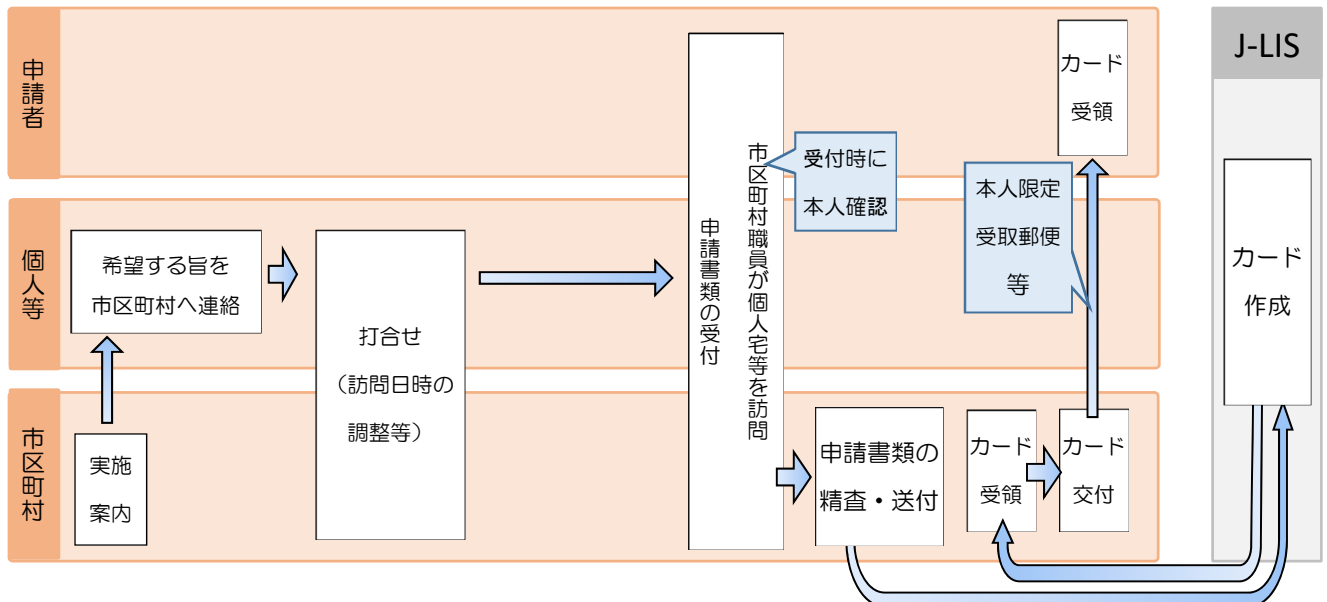 申請者
個人等
市区町村
実施
案内
希望する旨を
市区町村へ連絡
打合せ
（訪問日時の
調整等）
市区町村職員が個人宅等を訪問
申請書類の受付
受付時に
本人確認
申請書類の
精査・送付
カード
受領
カード
交付
本人限定
受取郵便
等
カード
受領
J-LIS
カード
作成